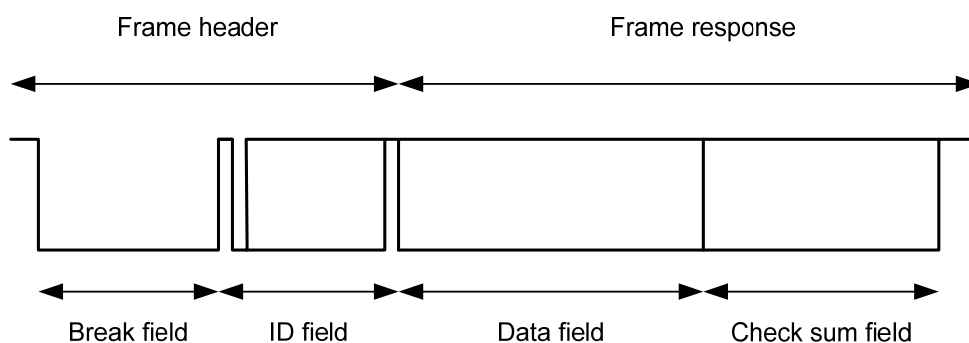 Frame header
Frame response
Break field
ID field
Data field
Check sum field